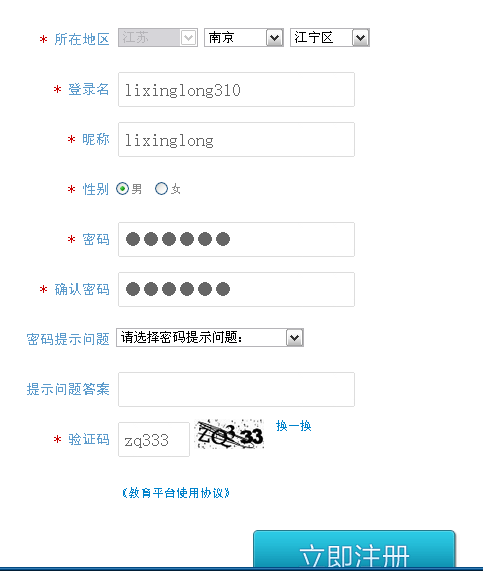 * 所在地区 江苏 南京 江宁区
* 登录名 lixinglong310
* 昵称 lixinglong
* 性别 男 女
* 密码 ●●●●●●
* 确认密码 ●●●●●●
密码提示问题 请选择密码提示问题:
提示问题答案
* 验证码 zq333 ZQ333 换一换
《教育平台使用协议》
立即注册